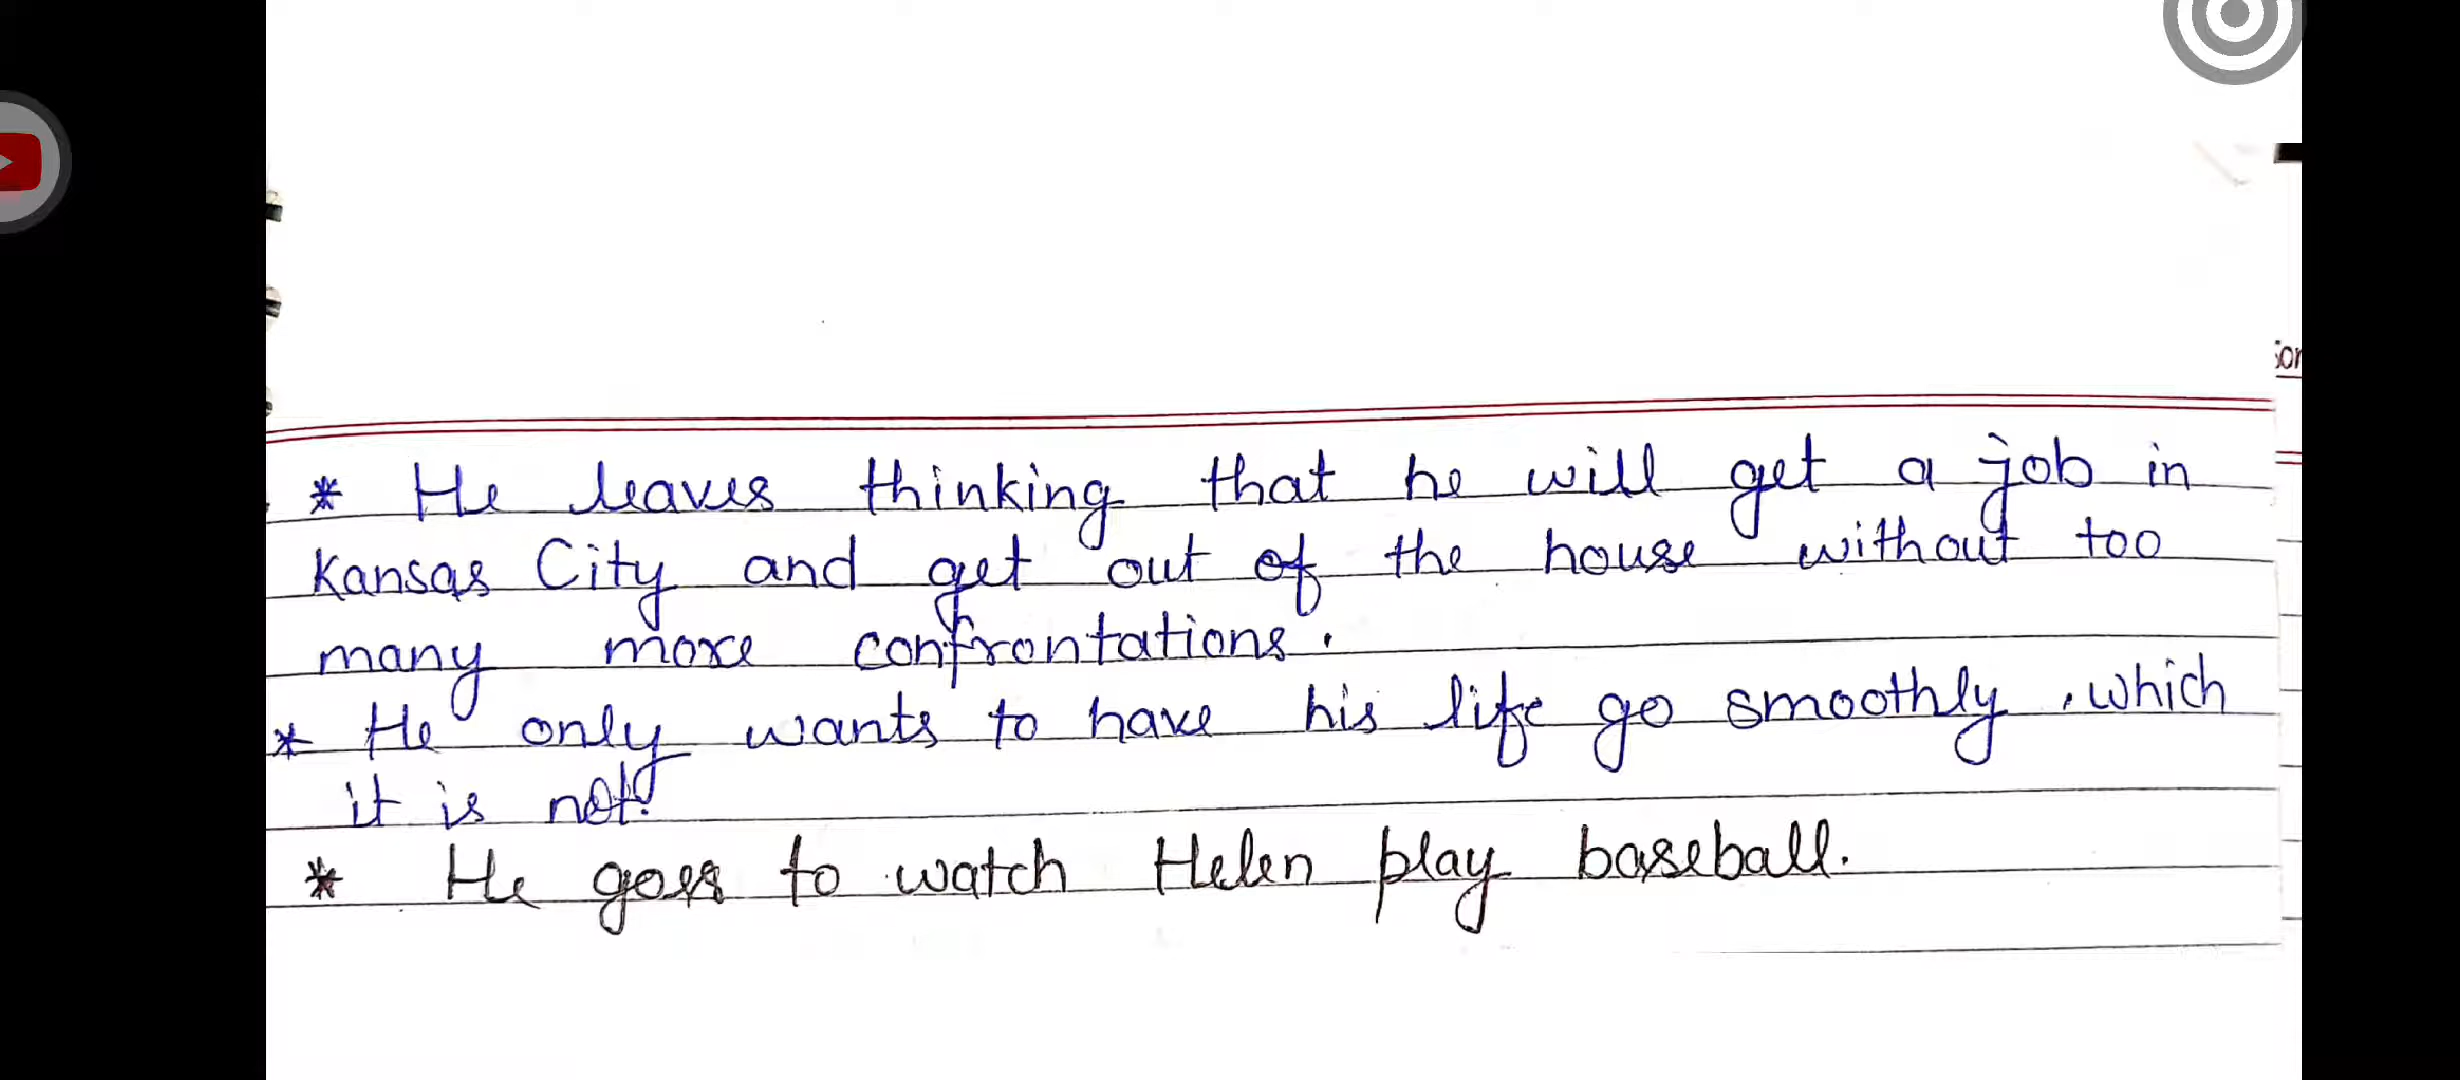 * He leaves thinking that he will get a job in
Kansas City and get out of the house without too
many more confrontations.
* He only wants to have his life go smoothly, which
it is not.
* He goes to watch Helen play baseball.